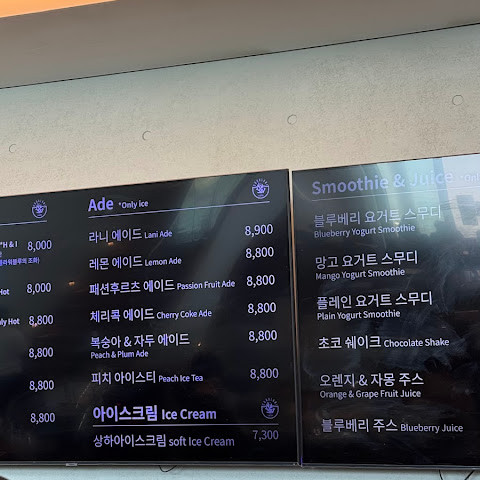 *H & I 8,000
Hot 8,000
Hot 8,800
8,800
8,800
8,800
Ade *Only ice
라니 에이드 Lani Ade 8,900
레몬 에이드 Lemon Ade 8,800
패션후르츠 에이드 Passion Fruit Ade 8,800
체리콕 에이드 Cherry Coke Ade 8,800
복숭아 & 자두 에이드 8,800
Peach & Plum Ade
피치 아이스티 Peach Ice Tea 8,800
아이스크림 Ice Cream
상하아이스크림 soft Ice Cream 7,300
Smoothie & Juice
블루베리 요거트 스무디
Blueberry Yogurt Smoothie
망고 요거트 스무디
Mango Yogurt Smoothie
플레인 요거트 스무디
Plain Yogurt Smoothie
초코 쉐이크 Chocolate Shake
오렌지 & 자몽 주스
Orange & Grape Fruit Juice
블루베리 주스 Blueberry Juice